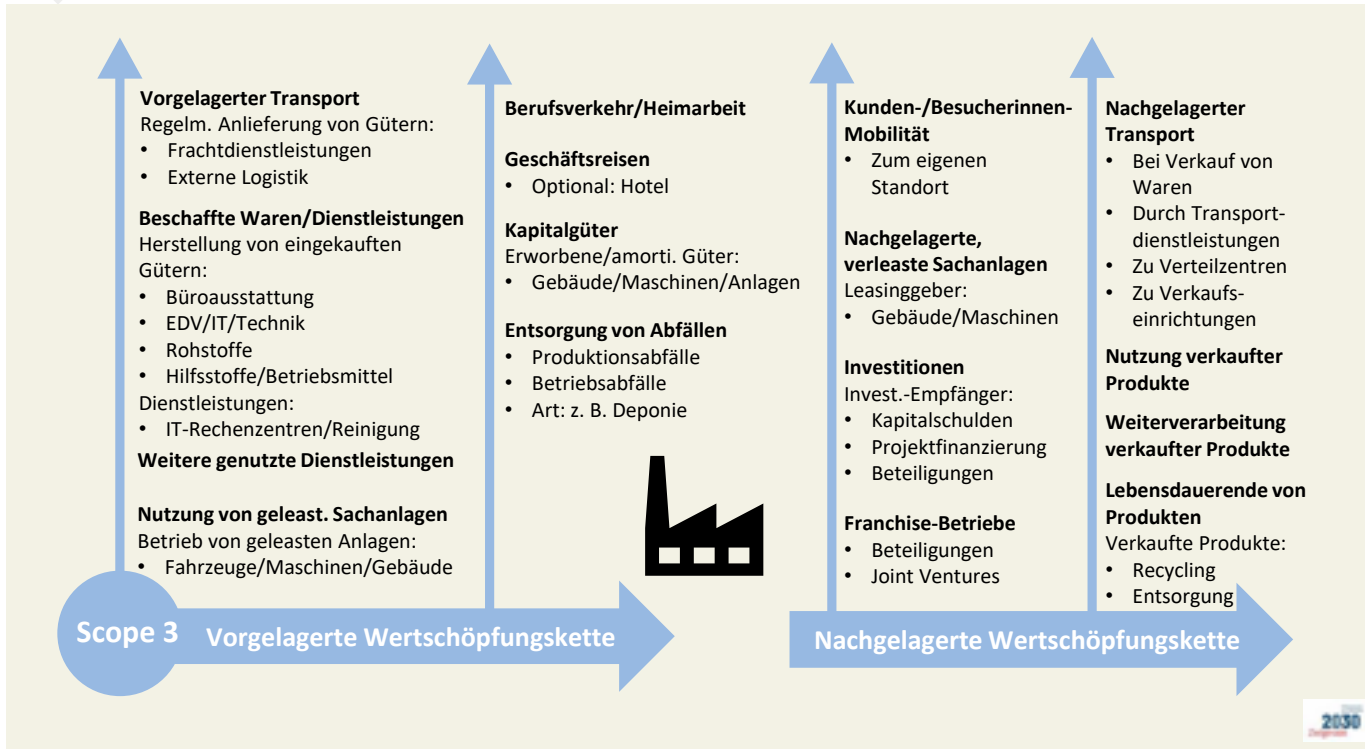 Vorgelagerter Transport
Regelm. Anlieferung von Gütern:
• Frachtdienstleistungen
• Externe Logistik
Beschaffte Waren/Dienstleistungen
Herstellung von eingekauften
Gütern:
• Büroausstattung
• EDV/IT/Technik
• Rohstoffe
• Hilfsstoffe/Betriebsmittel
Dienstleistungen:
• IT-Rechenzentren/Reinigung
Weitere genutzte Dienstleistungen
Nutzung von geleast. Sachanlagen
Betrieb von geleasten Anlagen:
• Fahrzeuge/Maschinen/Gebäude
Berufsverkehr/Heimarbeit
Geschäftsreisen
• Optional: Hotel
Kapitalgüter
Erworbene/amorti. Güter:
• Gebäude/Maschinen/Anlagen
Entsorgung von Abfällen
• Produktionsabfälle
• Betriebsabfälle
• Art: z. B. Deponie
Kunden-/Besucherinnen-
Mobilität
• Zum eigenen
Standort
Nachgelagerte,
verleaste Sachanlagen
Leasinggeber:
• Gebäude/Maschinen
Investitionen
Invest.-Empfänger:
• Kapitalschulden
• Projektfinanzierung
• Beteiligungen
Franchise-Betriebe
• Beteiligungen
• Joint Ventures
Nachgelagerter
Transport
• Bei Verkauf von
Waren
• Durch Transport-
dienstleistungen
• Zu Verteilzentren
• Zu Verkaufs-
einrichtungen
Nutzung verkaufter
Produkte
Weiterverarbeitung
verkaufter Produkte
Lebensdauerende von
Produkten
Verkaufte Produkte:
• Recycling
• Entsorgung
Scope 3
Vorgelagerte Wertschöpfungskette
Nachgelagerte Wertschöpfungskette
2030